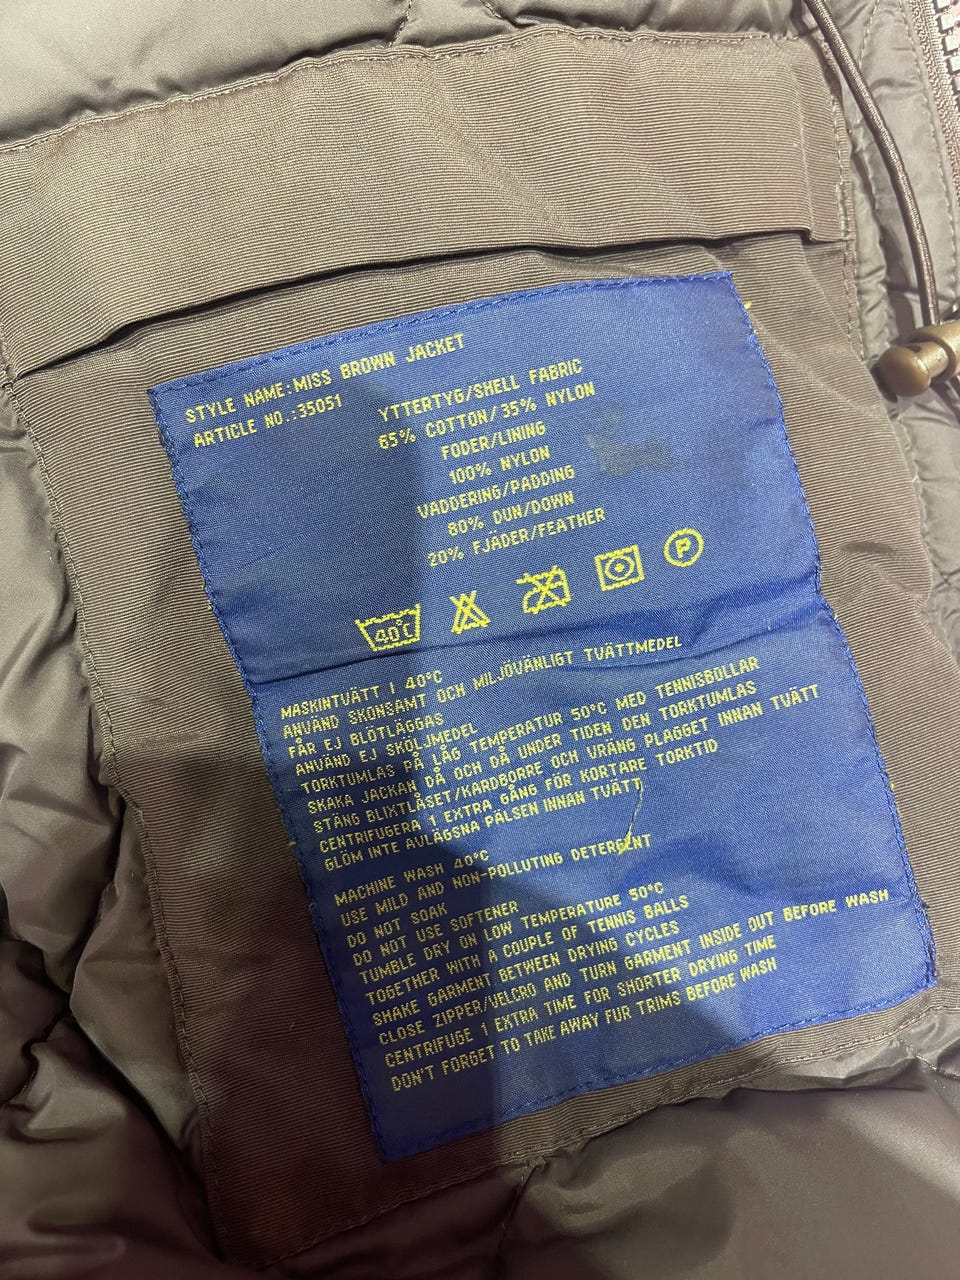 STYLE NAME:MISS BROWN JACKET
ARTICLE NO.:35051
YTTERTYG/SHELL FABRIC
65% COTTON/35% NYLON
FODER/LINING
100% NYLON
VADDERING/PADDING
80% DUN/DOWN
20% FJÄDER/FEATHER
40°C P
MASKINTVÄTT I 40°C
ANVÄND SKONSAMT OCH MILJÖVÄNLIGT TVÄTTMEDEL
FÅR EJ BLÖTLÄGGAS
ANVÄND EJ SKÖLJMEDEL
TORKTUMLAS PÅ LÅG TEMPERATUR 50°C MED TENNISBOLLAR
SKAKA JACKAN DÅ OCH DÅ UNDER TIDEN DEN TORKTUMLAS
STÄNG BLIXTLÅSET/KARDBORRE OCH VRÄNG PLAGGET INNAN TVÄTT
CENTRIFUGERA 1 EXTRA GÅNG FÖR KORTARE TORKTID
GLÖM INTE AVLÄGSNA PÄLSEN INNAN TVÄTT
MACHINE WASH 40°C
USE MILD AND NON-POLLUTING DETERGENT
DO NOT SOAK
DO NOT USE SOFTENER
TUMBLE DRY ON LOW TEMPERATURE 50°C
TOGETHER WITH A COUPLE OF TENNIS BALLS
SHAKE GARMENT BETWEEN DRYING CYCLES
CLOSE ZIPPER/VELCRO AND TURN GARMENT INSIDE OUT BEFORE WASH
CENTRIFUGE 1 EXTRA TIME FOR SHORTER DRYING TIME
DON'T FORGET TO TAKE AWAY FUR TRIMS BEFORE WASH